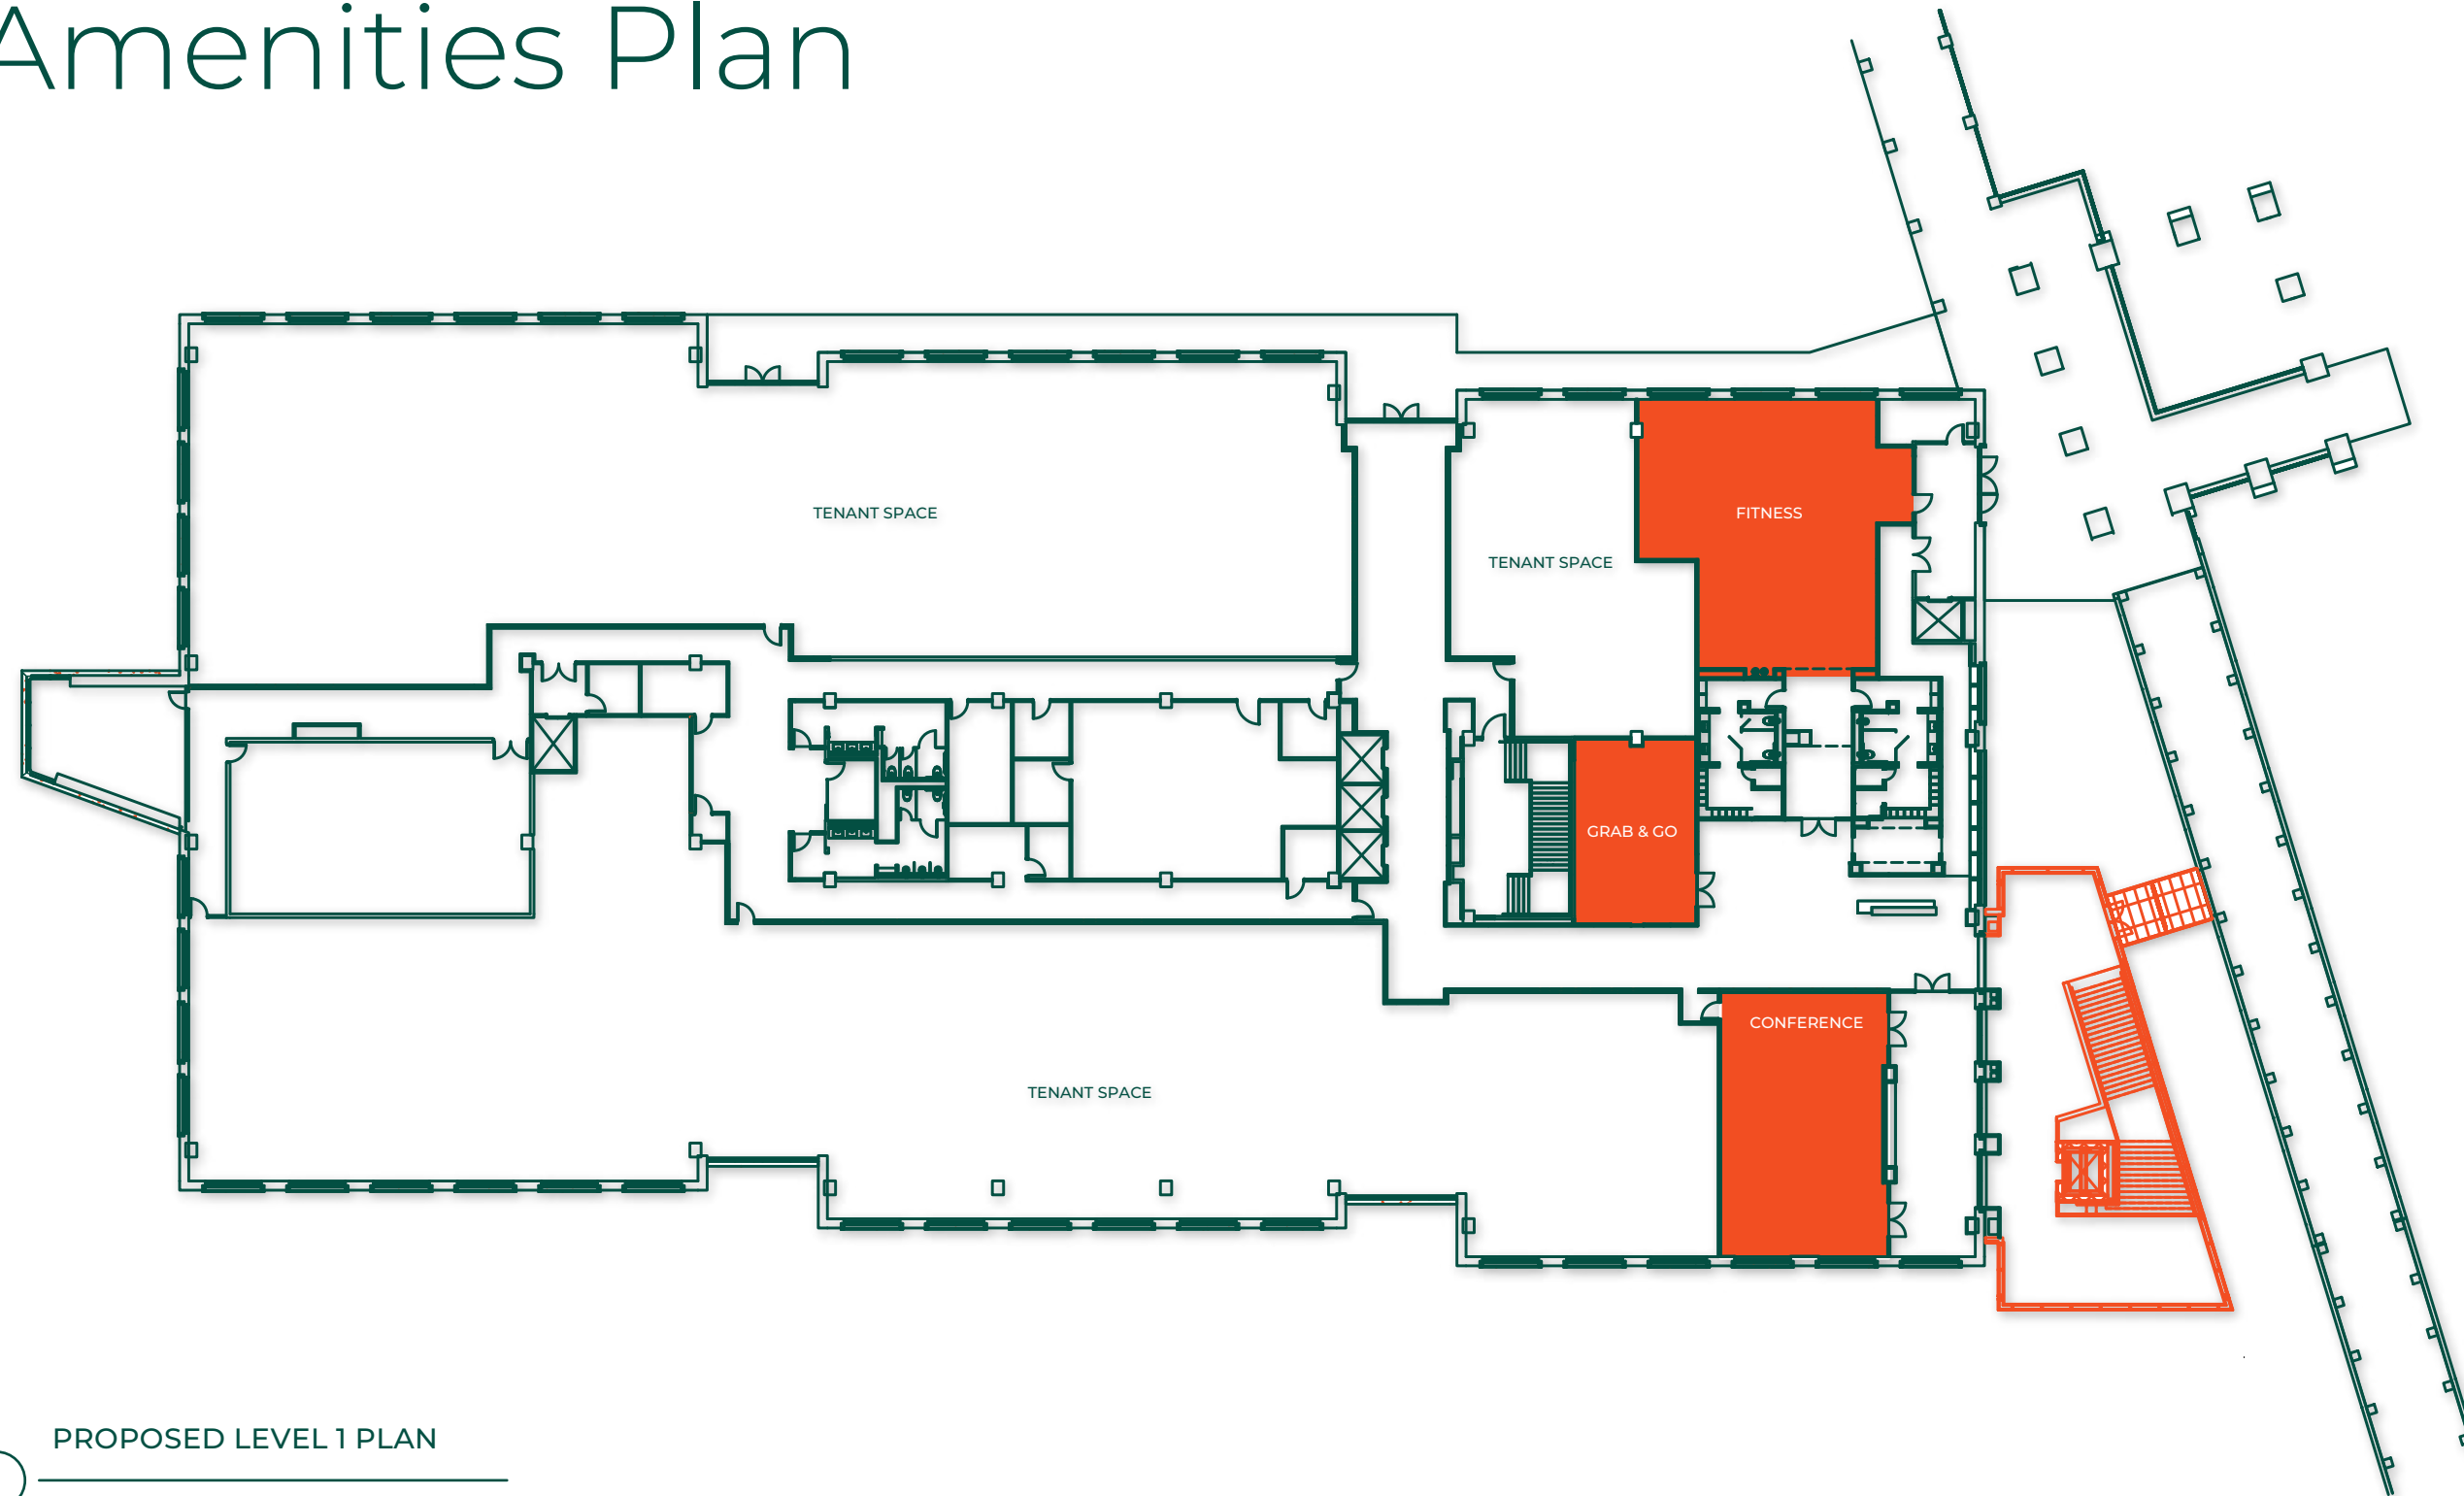 Amenities Plan
TENANT SPACE
FITNESS
TENANT SPACE
GRAB & GO
CONFERENCE
TENANT SPACE
PROPOSED LEVEL 1 PLAN